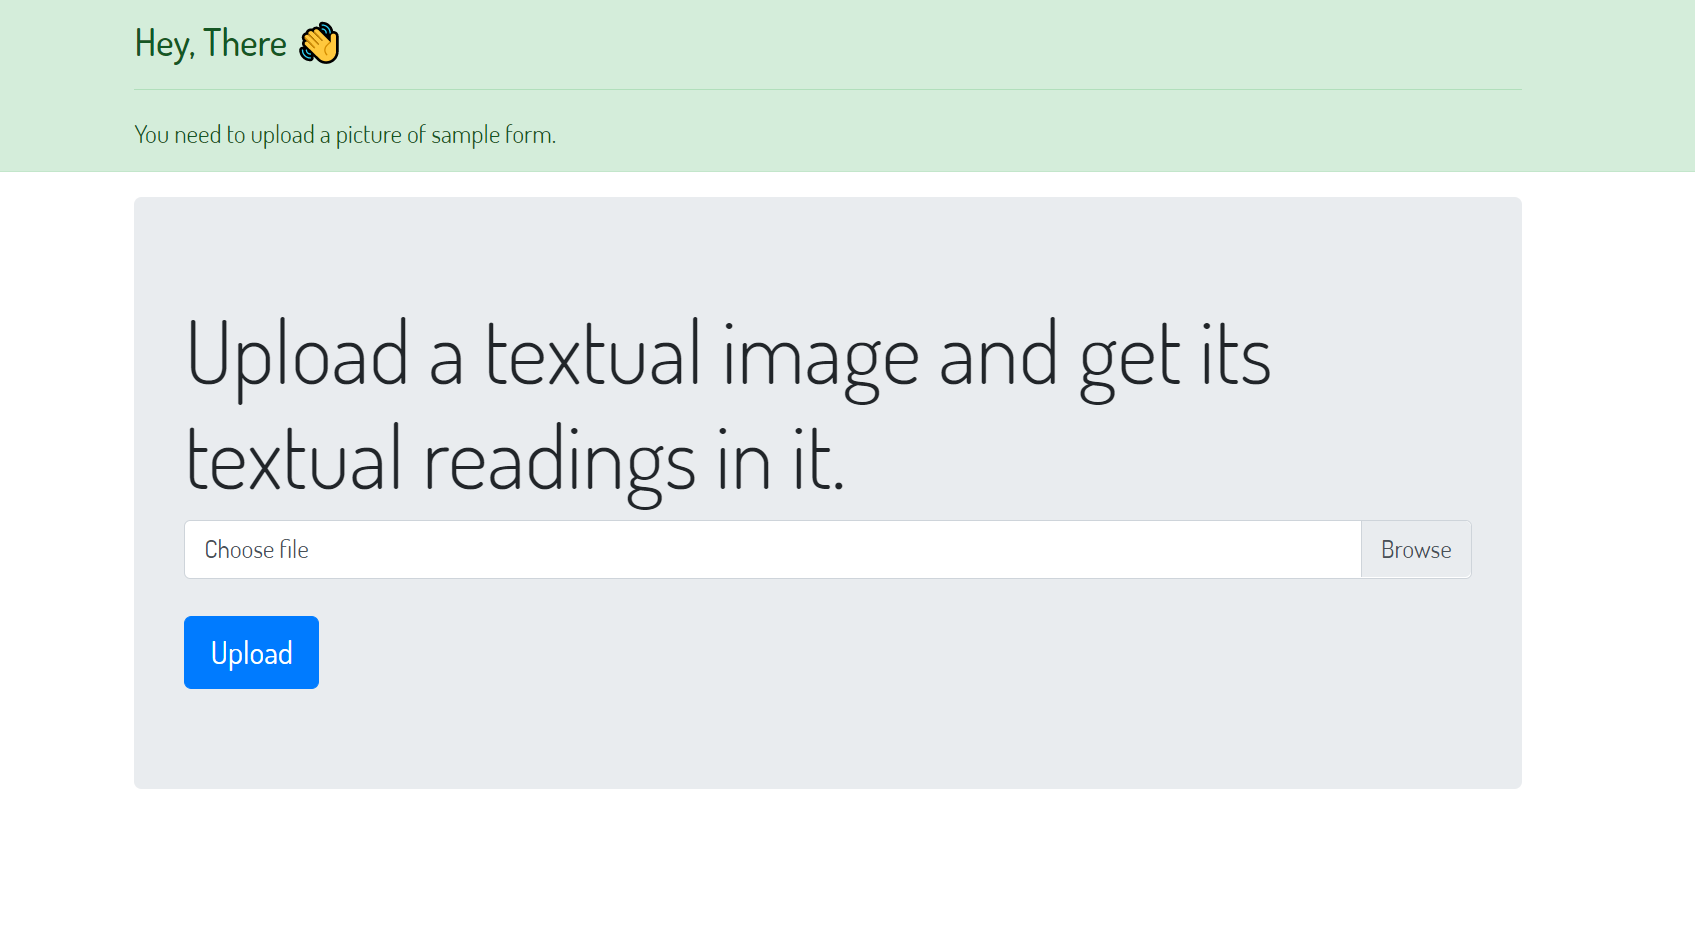 Hey, There 👋
You need to upload a picture of sample form.
Upload a textual image and get its
textual readings in it.
Choose file Browse
Upload